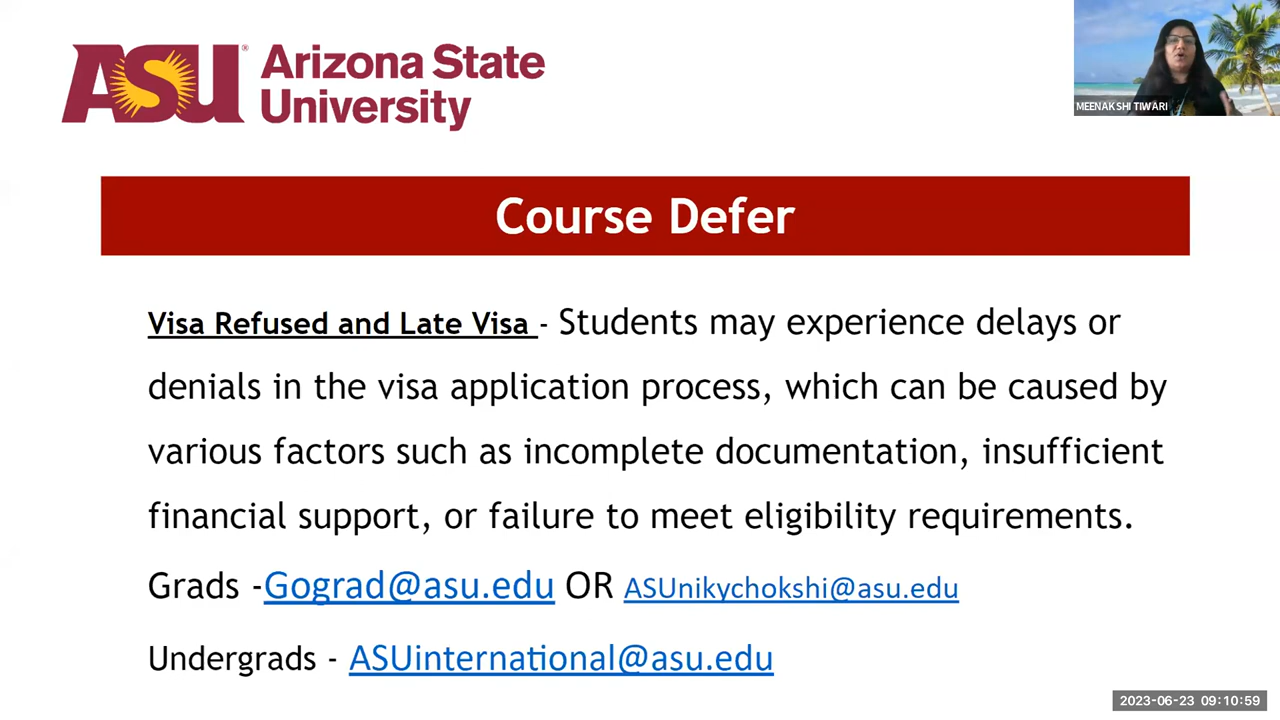 ASU® Arizona State
University
MEENAKSHI TIWARI
Course Defer
Visa Refused and Late Visa - Students may experience delays or
denials in the visa application process, which can be caused by
various factors such as incomplete documentation, insufficient
financial support, or failure to meet eligibility requirements.
Grads -Gograd@asu.edu OR ASUnikychokshi@asu.edu
Undergrads - ASUinternational@asu.edu
2023-06-23 09:10:59